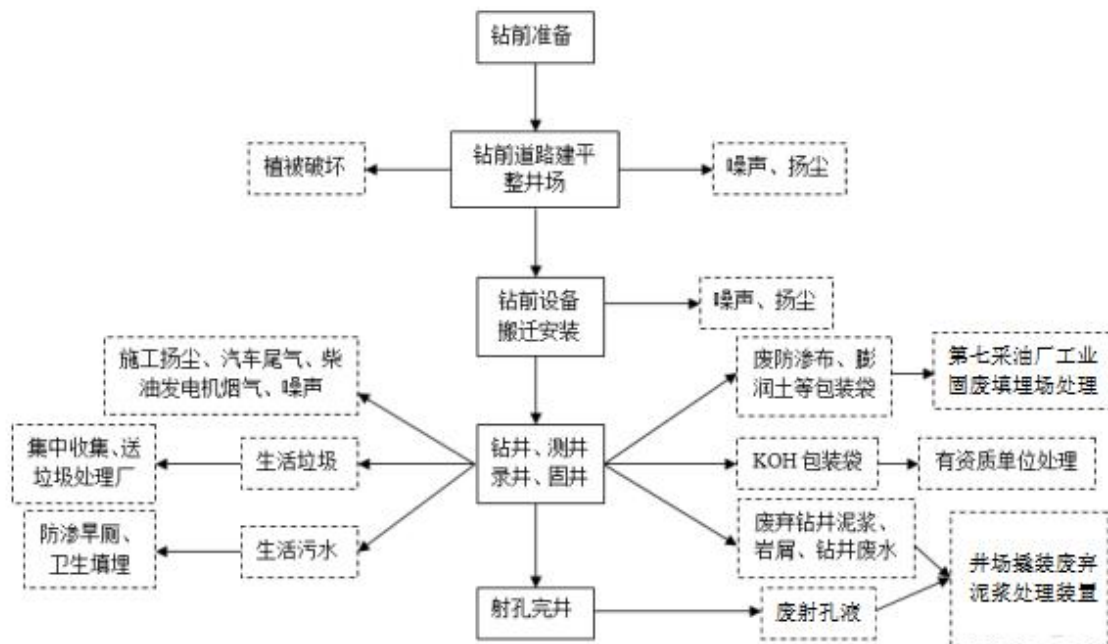 钻前准备
植被破坏
钻前道路建平
整井场
噪声、扬尘
钻前设备
搬迁安装
噪声、扬尘
施工扬尘、汽车尾气、柴
油发电机烟气、噪声
废防渗布、膨
润土等包装袋
第七采油厂工业
固废填埋场处理
集中收集、送
垃圾处理厂
生活垃圾
钻井、测井
录井、固井
KOH 包装袋
有资质单位处理
防渗旱厕、
卫生填埋
生活污水
废弃钻井泥浆、
岩屑、钻井废水
井场撬装废弃
泥浆处理装置
射孔完井
废射孔液